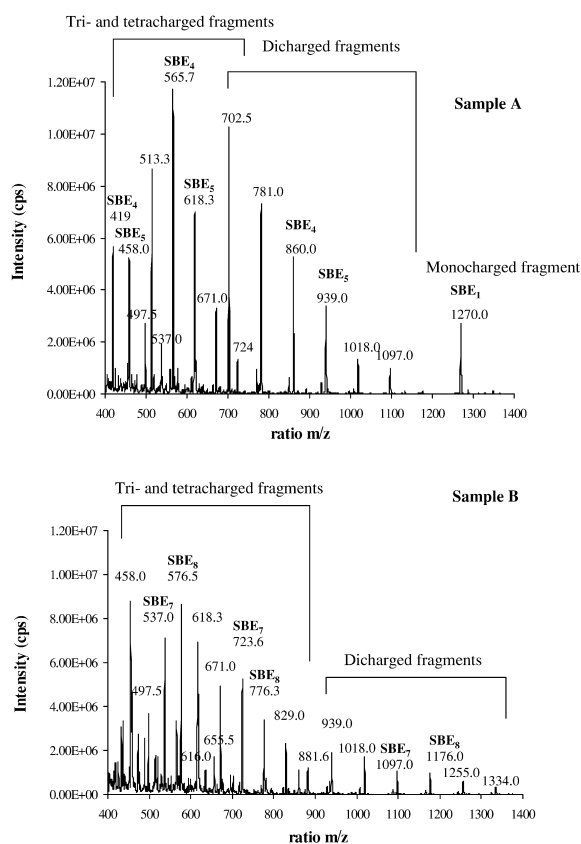 Tri- and tetracharged fragments
Dicharged fragments
Sample A
SBE4
565.7
1.20E+07
702.5
1.00E+07
513.3
8.00E+06
SBE5
618.3
781.0
SBE4
419
SBE4
860.0
6.00E+06
SBE5
458.0
Monocharged fragment
SBE5
939.0
SBE1
1270.0
4.00E+06
497.5
671.0
537.0
724
1018.0
1097.0
2.00E+06
0.00E+00
Intensity (cps)
400 500 600 700 800 900 1000 1100 1200 1300 1400
ratio m/z
Tri- and tetracharged fragments
Sample B
1.20E+07
SBE8
576.5
458.0
1.00E+07
SBE7
537.0
618.3
8.00E+06
SBE7
723.6
671.0
Dicharged fragments
6.00E+06
SBE8
776.3
497.5
829.0
939.0
4.00E+06
655.5
616.0
881.6
1018.0
SBE7
1097.0
SBE8
1176.0
1255.0
1334.0
2.00E+06
0.00E+00
Intensity (cps)
400 500 600 700 800 900 1000 1100 1200 1300 1400
ratio m/z